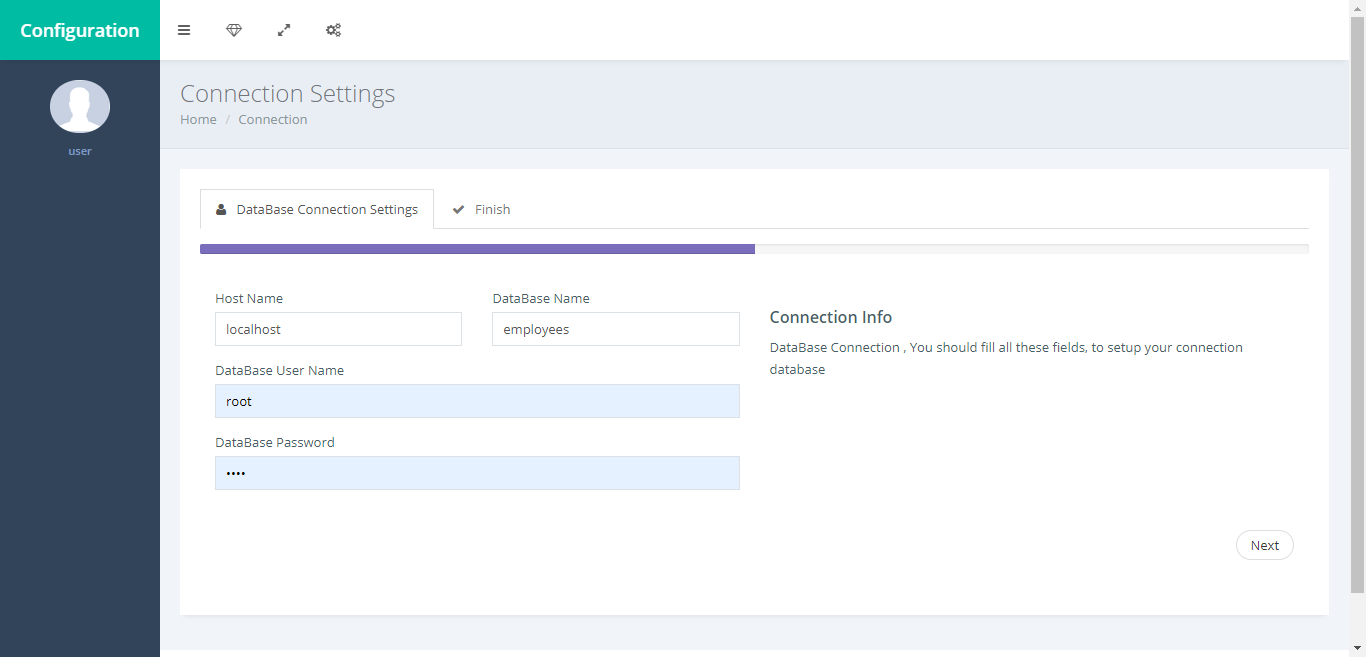 Configuration
user
Connection Settings
Home / Connection
DataBase Connection Settings
Finish
Host Name
DataBase Name
localhost
employees
DataBase User Name
root
DataBase Password
••••
Connection Info
DataBase Connection , You should fill all these fields, to setup your connection
database
Next